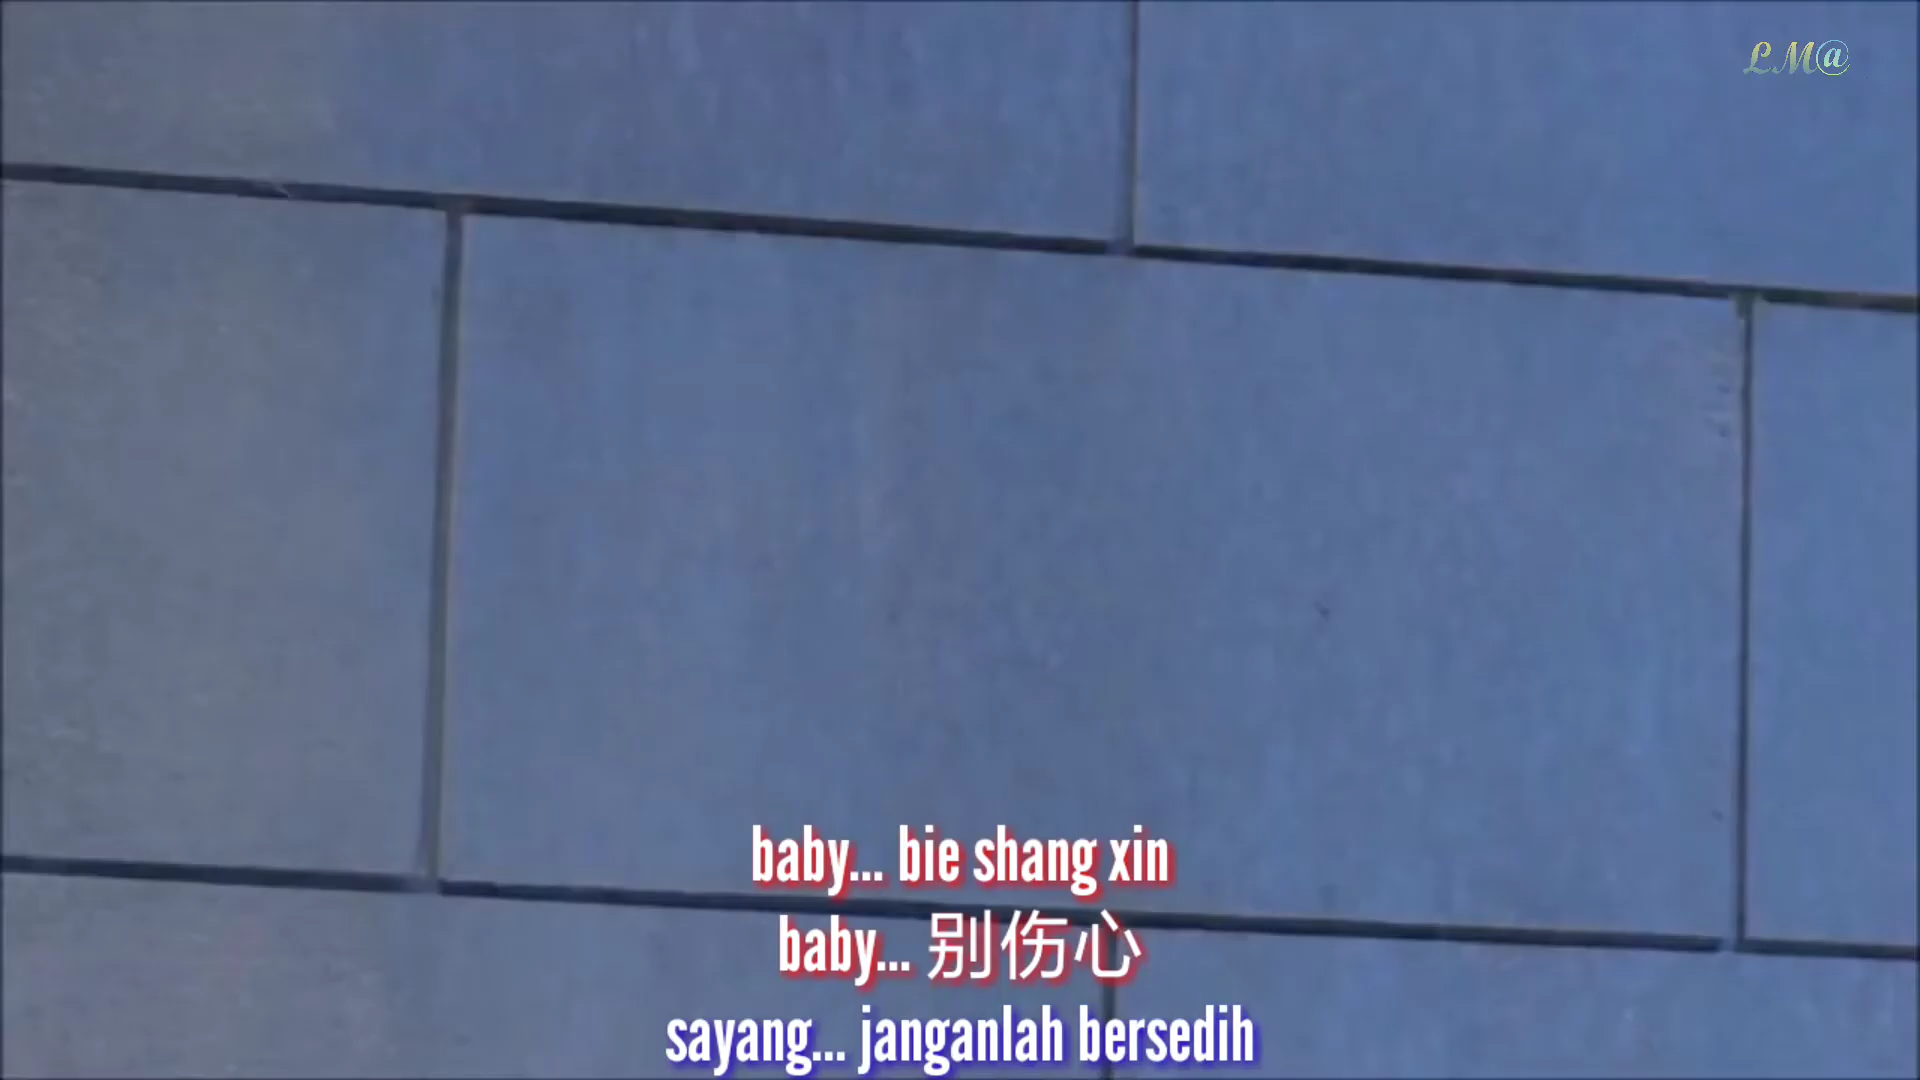 LM@
baby... bie shang xin
baby... 别伤心
sayang... janganlah bersedih